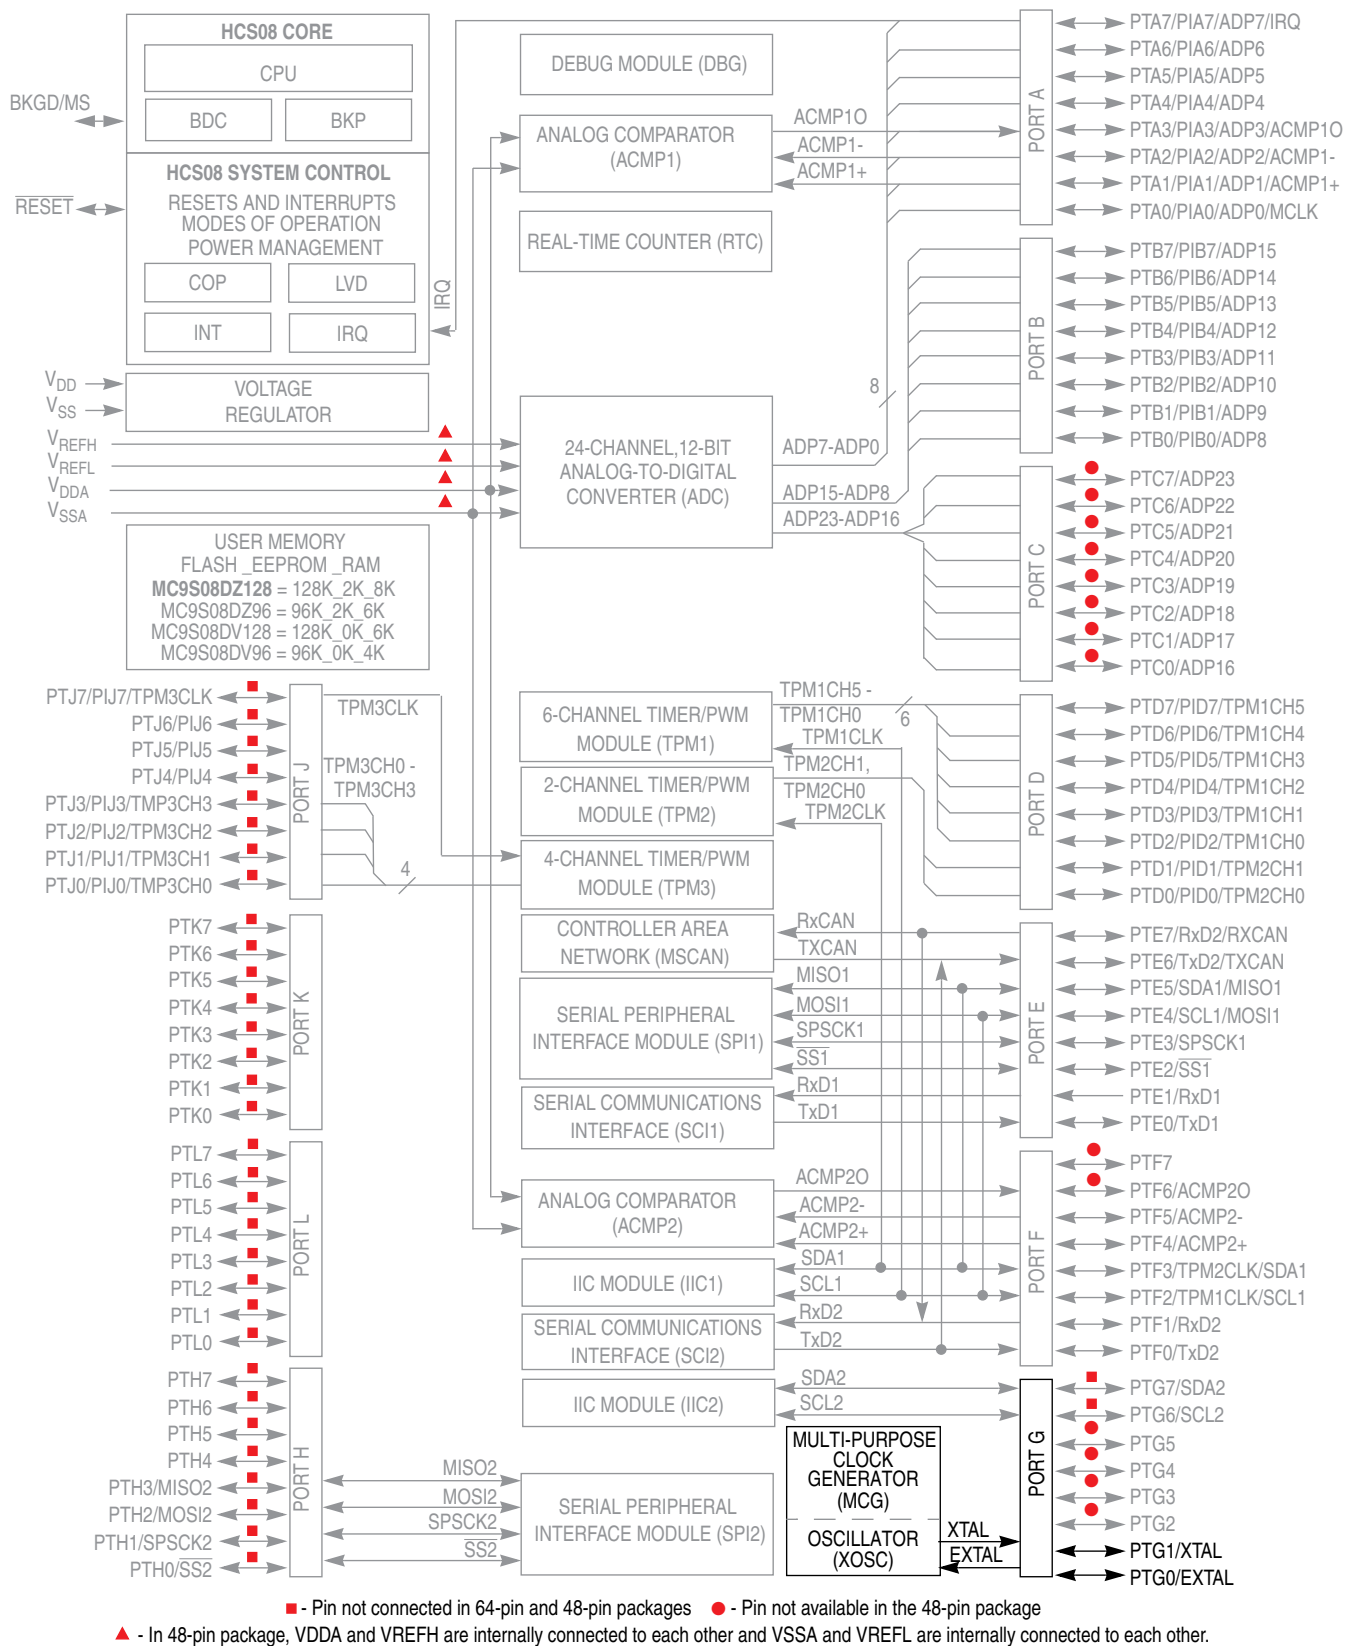 HCS08 CORE
CPU
BDC
BKP
BKGD/MS
HCS08 SYSTEM CONTROL
RESETS AND INTERRUPTS
MODES OF OPERATION
POWER MANAGEMENT
COP
LVD
INT
IRQ
RESET
IRQ
VOLTAGE
REGULATOR
VDD
VSS
VREFH
VREFL
VDDA
VSSA
USER MEMORY
FLASH _EEPROM _RAM
MC9S08DZ128 = 128K_2K_8K
MC9S08DZ96 = 96K_2K_6K
MC9S08DV128 = 128K_0K_6K
MC9S08DV96 = 96K_0K_4K
DEBUG MODULE (DBG)
ANALOG COMPARATOR
(ACMP1)
ACMP1O
ACMP1-
ACMP1+
REAL-TIME COUNTER (RTC)
24-CHANNEL,12-BIT
ANALOG-TO-DIGITAL
CONVERTER (ADC)
8
ADP7-ADP0
ADP15-ADP8
ADP23-ADP16
PORT A
PTA7/PIA7/ADP7/IRQ
PTA6/PIA6/ADP6
PTA5/PIA5/ADP5
PTA4/PIA4/ADP4
PTA3/PIA3/ADP3/ACMP1O
PTA2/PIA2/ADP2/ACMP1-
PTA1/PIA1/ADP1/ACMP1+
PTA0/PIA0/ADP0/MCLK
PORT B
PTB7/PIB7/ADP15
PTB6/PIB6/ADP14
PTB5/PIB5/ADP13
PTB4/PIB4/ADP12
PTB3/PIB3/ADP11
PTB2/PIB2/ADP10
PTB1/PIB1/ADP9
PTB0/PIB0/ADP8
PORT C
PTC7/ADP23
PTC6/ADP22
PTC5/ADP21
PTC4/ADP20
PTC3/ADP19
PTC2/ADP18
PTC1/ADP17
PTC0/ADP16
PTJ7/PIJ7/TPM3CLK
PTJ6/PIJ6
PTJ5/PIJ5
PTJ4/PIJ4
PTJ3/PIJ3/TMP3CH3
PTJ2/PIJ2/TPM3CH2
PTJ1/PIJ1/TPM3CH1
PTJ0/PIJ0/TMP3CH0
PORT J
TPM3CLK
TPM3CH0 -
TPM3CH3
4
6-CHANNEL TIMER/PWM
MODULE (TPM1)
TPM1CH5 -
TPM1CH0
6
TPM1CLK
2-CHANNEL TIMER/PWM
MODULE (TPM2)
TPM2CH1,
TPM2CH0
TPM2CLK
4-CHANNEL TIMER/PWM
MODULE (TPM3)
PORT D
PTD7/PID7/TPM1CH5
PTD6/PID6/TPM1CH4
PTD5/PID5/TPM1CH3
PTD4/PID4/TPM1CH2
PTD3/PID3/TPM1CH1
PTD2/PID2/TPM1CH0
PTD1/PID1/TPM2CH1
PTD0/PID0/TPM2CH0
PTK7
PTK6
PTK5
PTK4
PTK3
PTK2
PTK1
PTK0
PORT K
CONTROLLER AREA
NETWORK (MSCAN)
RxCAN
TXCAN
SERIAL PERIPHERAL
INTERFACE MODULE (SPI1)
MISO1
MOSI1
SPSCK1
SS1
SERIAL COMMUNICATIONS
INTERFACE (SCI1)
RxD1
TxD1
PORT E
PTE7/RxD2/RXCAN
PTE6/TxD2/TXCAN
PTE5/SDA1/MISO1
PTE4/SCL1/MOSI1
PTE3/SPSCK1
PTE2/SS1
PTE1/RxD1
PTE0/TxD1
PTL7
PTL6
PTL5
PTL4
PTL3
PTL2
PTL1
PTL0
PORT L
ANALOG COMPARATOR
(ACMP2)
ACMP2O
ACMP2-
ACMP2+
IIC MODULE (IIC1)
SDA1
SCL1
SERIAL COMMUNICATIONS
INTERFACE (SCI2)
RxD2
TxD2
PORT F
PTF7
PTF6/ACMP2O
PTF5/ACMP2-
PTF4/ACMP2+
PTF3/TPM2CLK/SDA1
PTF2/TPM1CLK/SCL1
PTF1/RxD2
PTF0/TxD2
PTH7
PTH6
PTH5
PTH4
PTH3/MISO2
PTH2/MOSI2
PTH1/SPSCK2
PTH0/SS2
PORT H
MISO2
MOSI2
SPSCK2
SS2
IIC MODULE (IIC2)
SDA2
SCL2
SERIAL PERIPHERAL
INTERFACE MODULE (SPI2)
MULTI-PURPOSE
CLOCK
GENERATOR
(MCG)
OSCILLATOR
(XOSC)
XTAL
EXTAL
PORT G
PTG7/SDA2
PTG6/SCL2
PTG5
PTG4
PTG3
PTG2
PTG1/XTAL
PTG0/EXTAL
- Pin not connected in 64-pin and 48-pin packages
- Pin not available in the 48-pin package
- In 48-pin package, VDDA and VREFH are internally connected to each other and VSSA and VREFL are internally connected to each other.